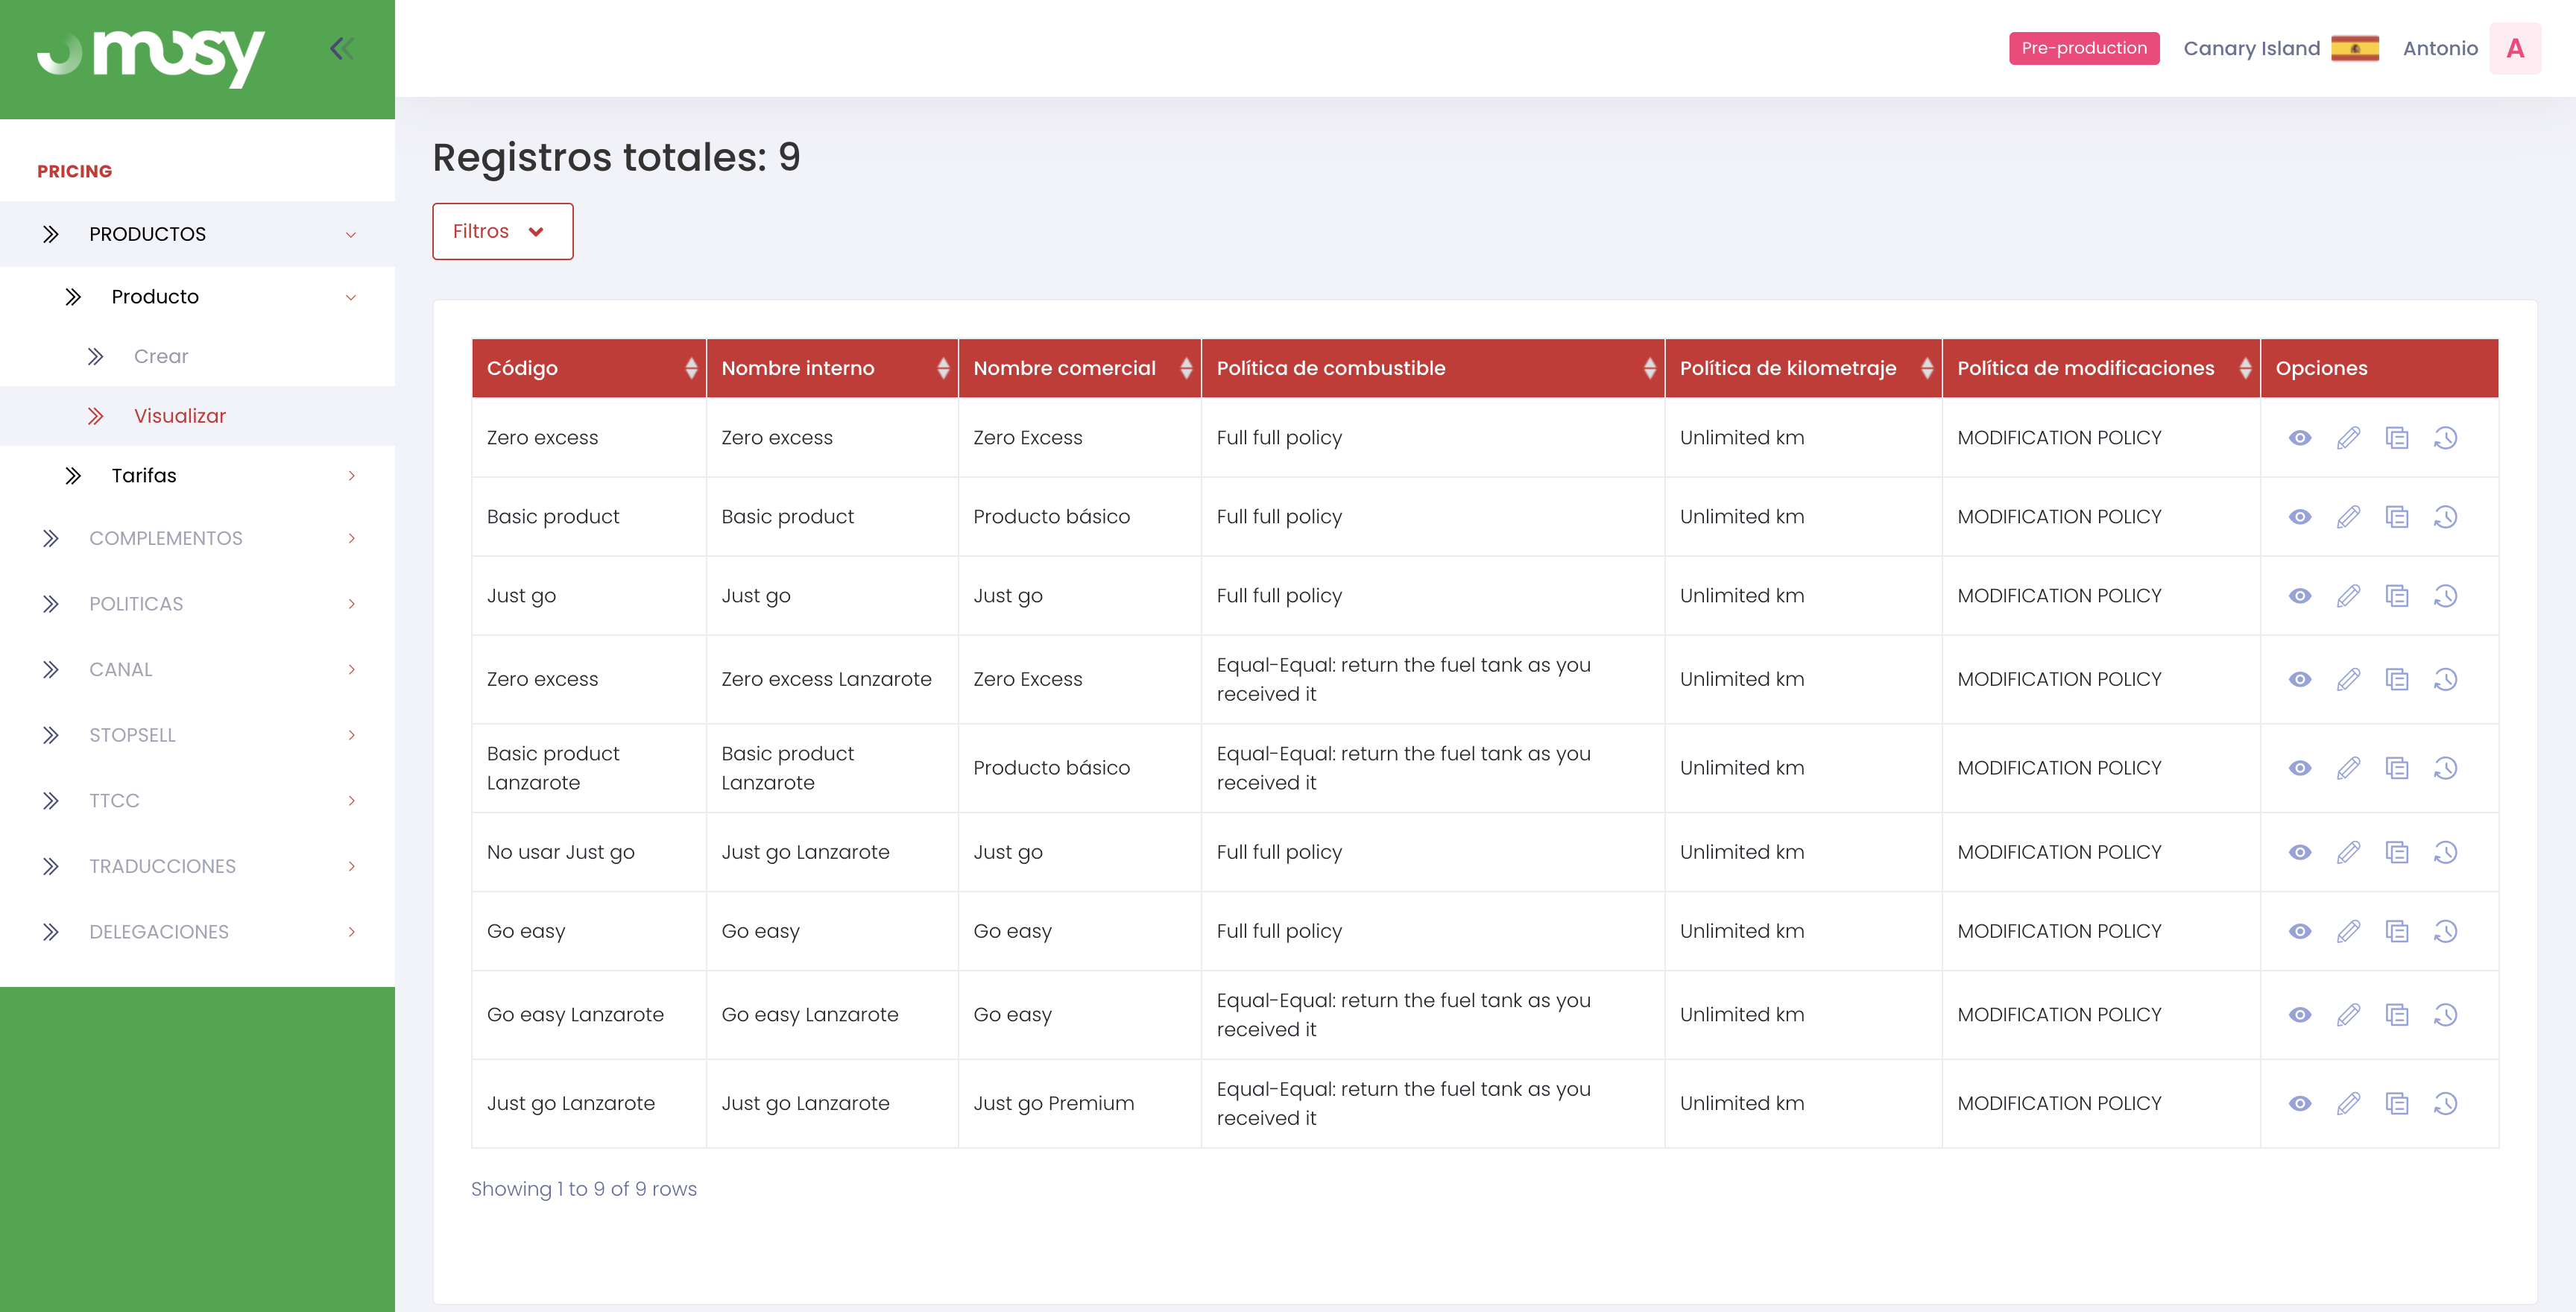 mosy
Pre-production
Canary Island
Antonio
A
PRICING
PRODUCTOS
Producto
Crear
Visualizar
Tarifas
COMPLEMENTOS
POLITICAS
CANAL
STOPSELL
TTCC
TRADUCCIONES
DELEGACIONES
Registros totales: 9
Filtros
Código Nombre interno Nombre comercial Política de combustible Política de kilometraje Política de modificaciones Opciones
Zero excess Zero excess Zero Excess Full full policy Unlimited km MODIFICATION POLICY
Basic product Basic product Producto básico Full full policy Unlimited km MODIFICATION POLICY
Just go Just go Just go Full full policy Unlimited km MODIFICATION POLICY
Zero excess Zero excess Lanzarote Zero Excess Equal-Equal: return the fuel tank as you
received it Unlimited km MODIFICATION POLICY
Basic product
Lanzarote Basic product
Lanzarote Producto básico Equal-Equal: return the fuel tank as you
received it Unlimited km MODIFICATION POLICY
No usar Just go Just go Lanzarote Just go Full full policy Unlimited km MODIFICATION POLICY
Go easy Go easy Go easy Full full policy Unlimited km MODIFICATION POLICY
Go easy Lanzarote Go easy Lanzarote Go easy Equal-Equal: return the fuel tank as you
received it Unlimited km MODIFICATION POLICY
Just go Lanzarote Just go Lanzarote Just go Premium Equal-Equal: return the fuel tank as you
received it Unlimited km MODIFICATION POLICY
Showing 1 to 9 of 9 rows